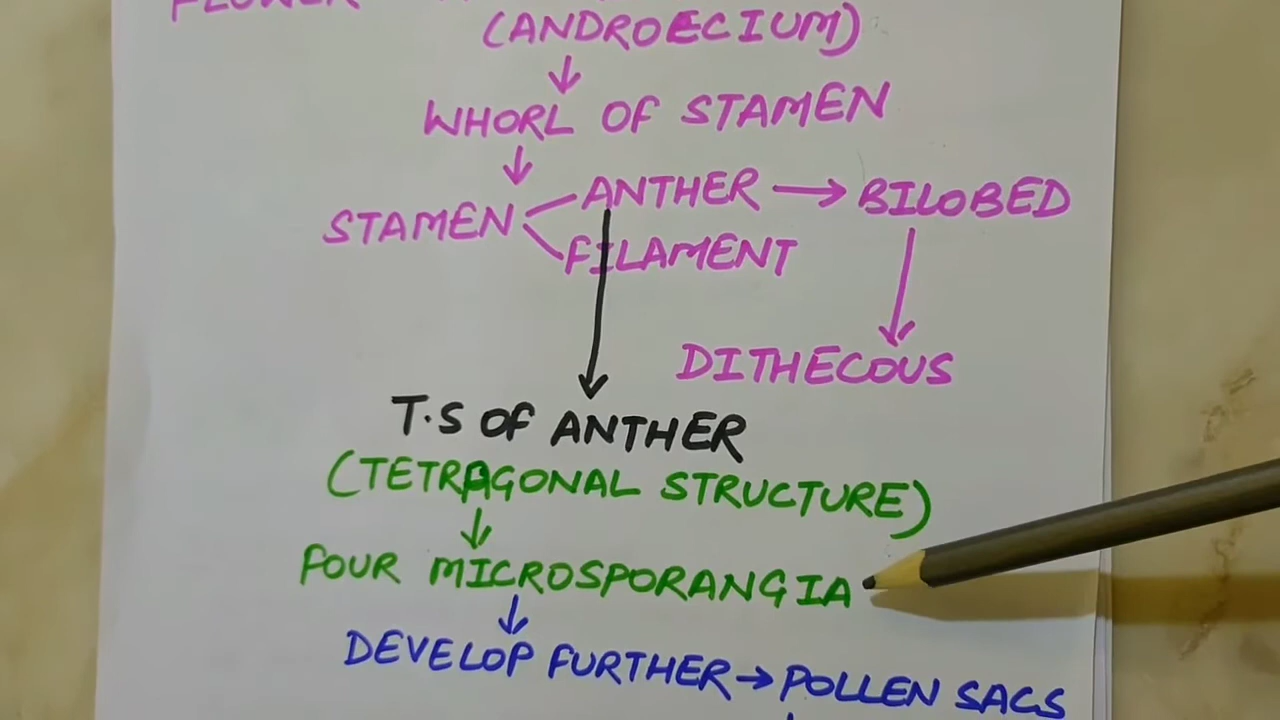 FLOWER
(ANDROECIUM)
↓
WHORL OF STAMEN
↓
ANTHER → BILOBED
STAMEN
FILAMENT
DITHECOUS
T.S OF ANTHER
(TETRAGONAL STRUCTURE)
↓
FOUR MICROSPORANGIA
↓
DEVELOP FURTHER → POLLEN SACS